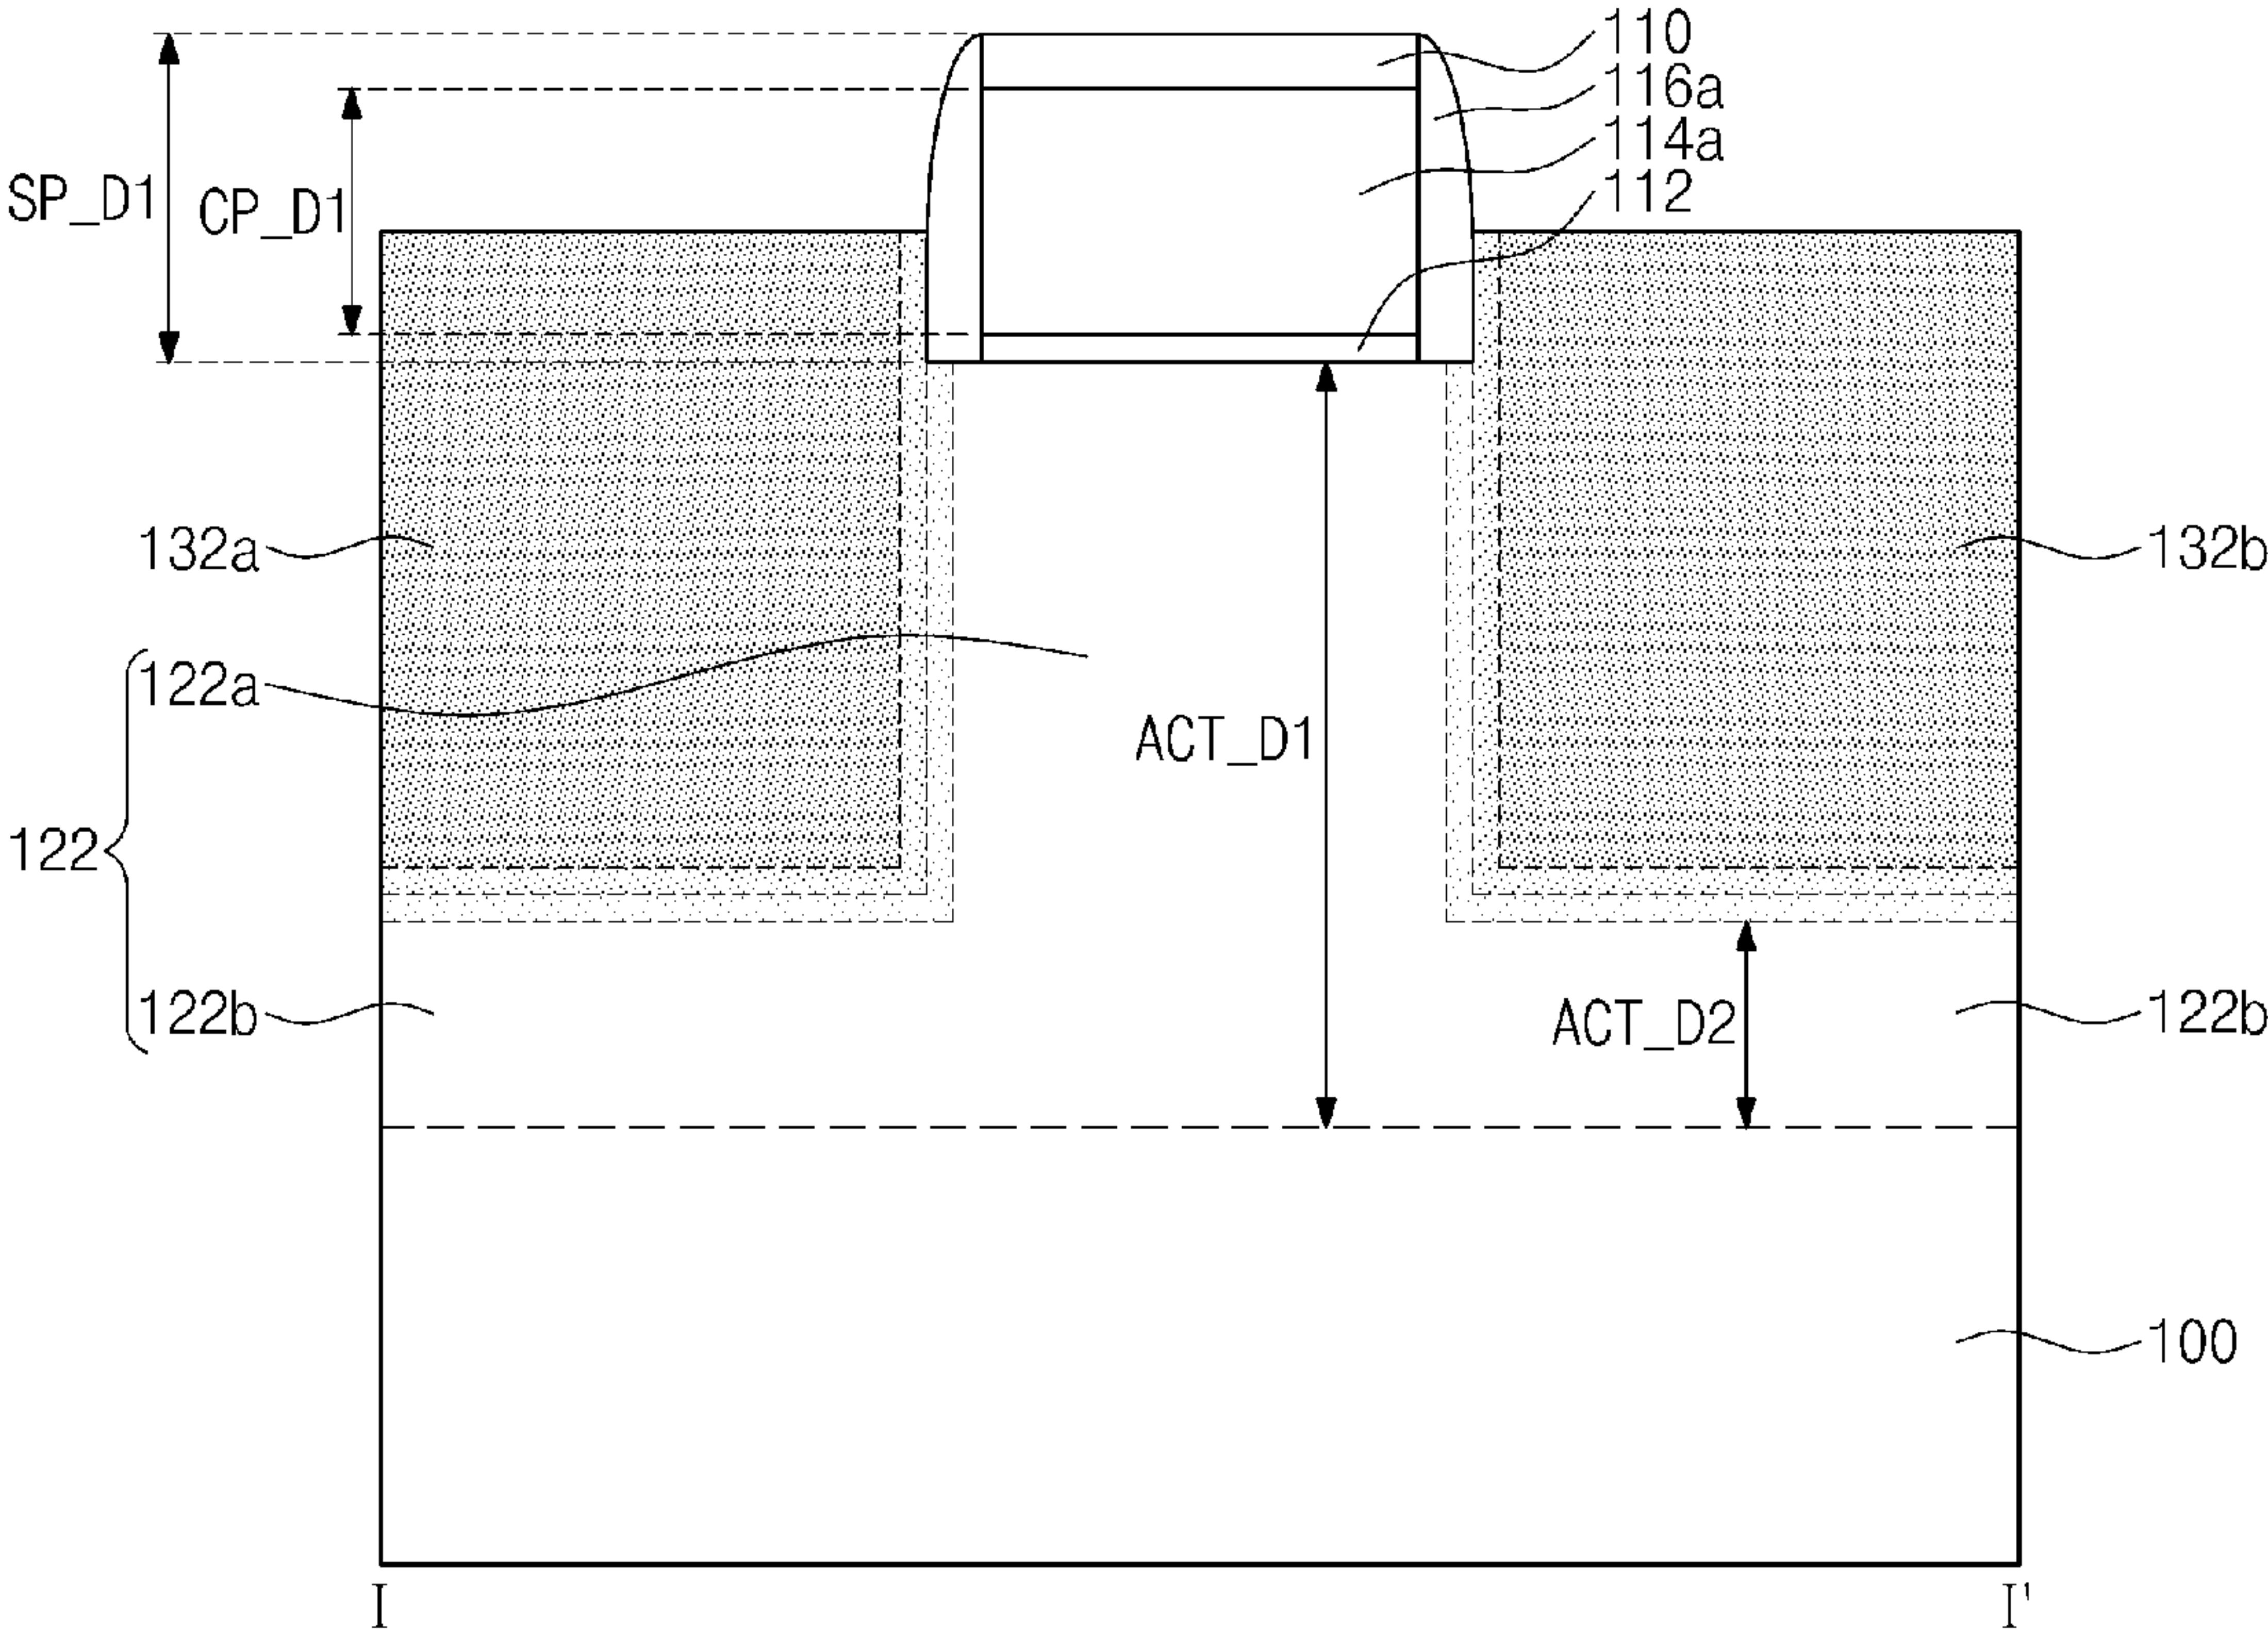 110
116a
114a
112
SP_D1
CP_D1
132a
132b
122a
ACT_D1
122
122b
ACT_D2
122b
100
I
I'